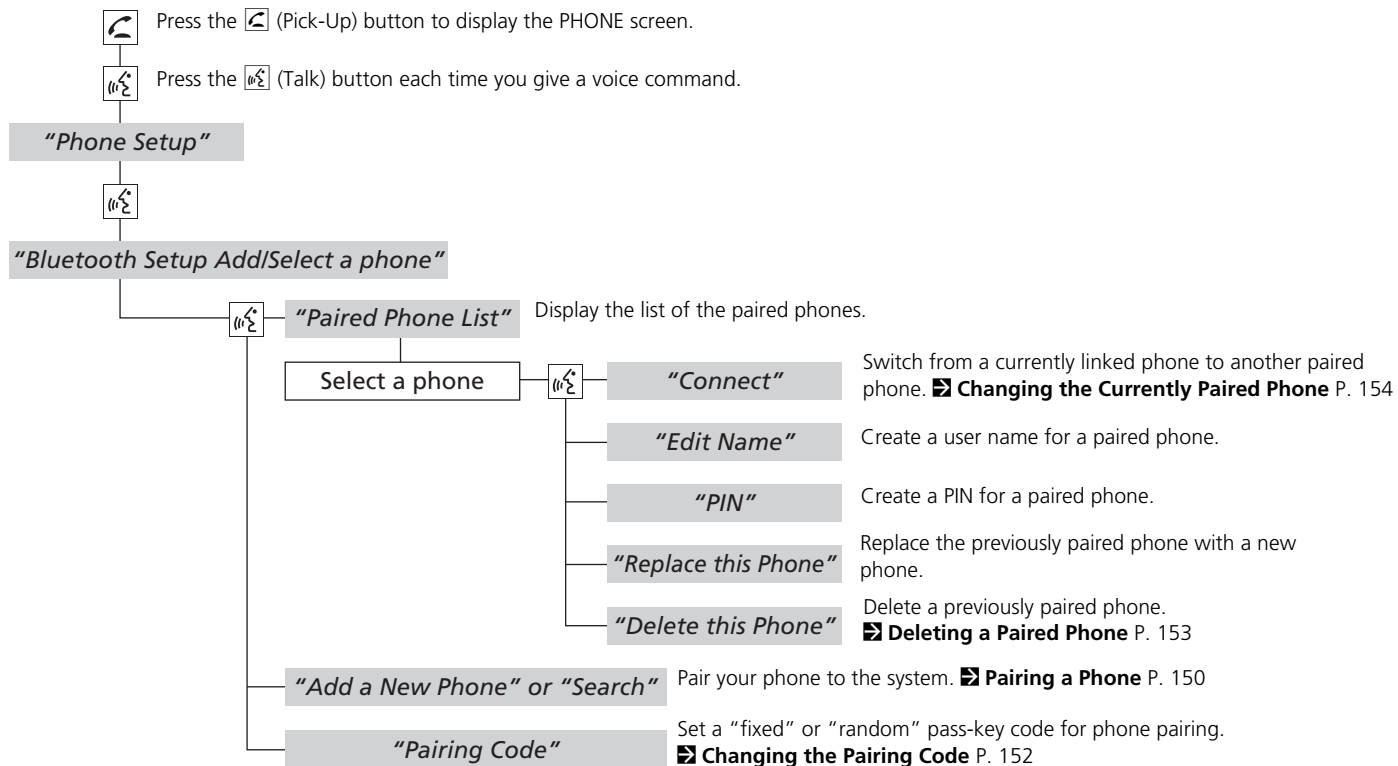 Press the (Pick-Up) button to display the PHONE screen.
Press the (Talk) button each time you give a voice command.
“Phone Setup”
“Bluetooth Setup Add/Select a phone”
“Paired Phone List”
Display the list of the paired phones.
Select a phone
“Connect”
Switch from a currently linked phone to another paired
phone. Changing the Currently Paired Phone P. 154
“Edit Name”
Create a user name for a paired phone.
“PIN”
Create a PIN for a paired phone.
“Replace this Phone”
Replace the previously paired phone with a new
phone.
“Delete this Phone”
Delete a previously paired phone.
Deleting a Paired Phone P. 153
“Add a New Phone” or “Search”
Pair your phone to the system. Pairing a Phone P. 150
“Pairing Code”
Set a “fixed” or “random” pass-key code for phone pairing.
Changing the Pairing Code P. 152